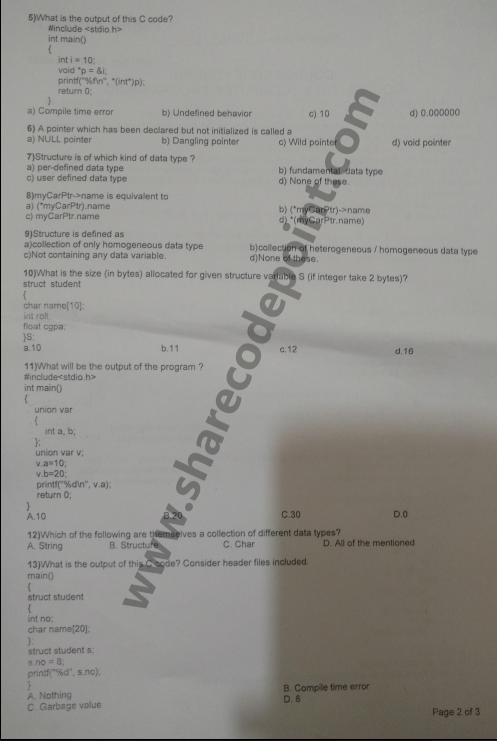 5)What is the output of this C code?
#include <stdio.h>
int main()
{
int i = 10;
void *p = &i;
printf("%f\n", *(int*)p);
return 0;
}
a) Compile time error b) Undefined behavior c) 10 d) 0.000000
6) A pointer which has been declared but not initialized is called a
a) NULL pointer b) Dangling pointer c) Wild pointer d) void pointer
7)Structure is of which kind of data type ?
a) per-defined data type b) fundamental data type
c) user defined data type d) None of these.
8)myCarPtr->name is equivalent to
a) (*myCarPtr).name b) (*myCarPtr)->name
c) myCarPtr.name d) *(myCarPtr.name)
9)Structure is defined as
a)collection of only homogeneous data type b)collection of heterogeneous / homogeneous data type
c)Not containing any data variable. d)None of these.
10)What is the size (in bytes) allocated for given structure variable S (if integer take 2 bytes)?
struct student
{
char name[10];
int roll;
float cgpa;
}S;
a.10 b.11 c.12 d.16
11)What will be the output of the program ?
#include<stdio.h>
int main()
{
union var
{
int a, b;
};
union var v;
v.a=10;
v.b=20;
printf("%d\n", v.a);
return 0;
}
A.10 B.20 C.30 D.0
12)Which of the following are themselves a collection of different data types?
A. String B. Structure C. Char D. All of the mentioned
13)What is the output of this C code? Consider header files included.
main()
{
struct student
{
int no;
char name[20];
};
struct student s;
s.no = 8;
printf("%d", s.no);
}
A. Nothing B. Compile time error
C. Garbage value D. 8
Page 2 of 3
www.sharecodepoint.com